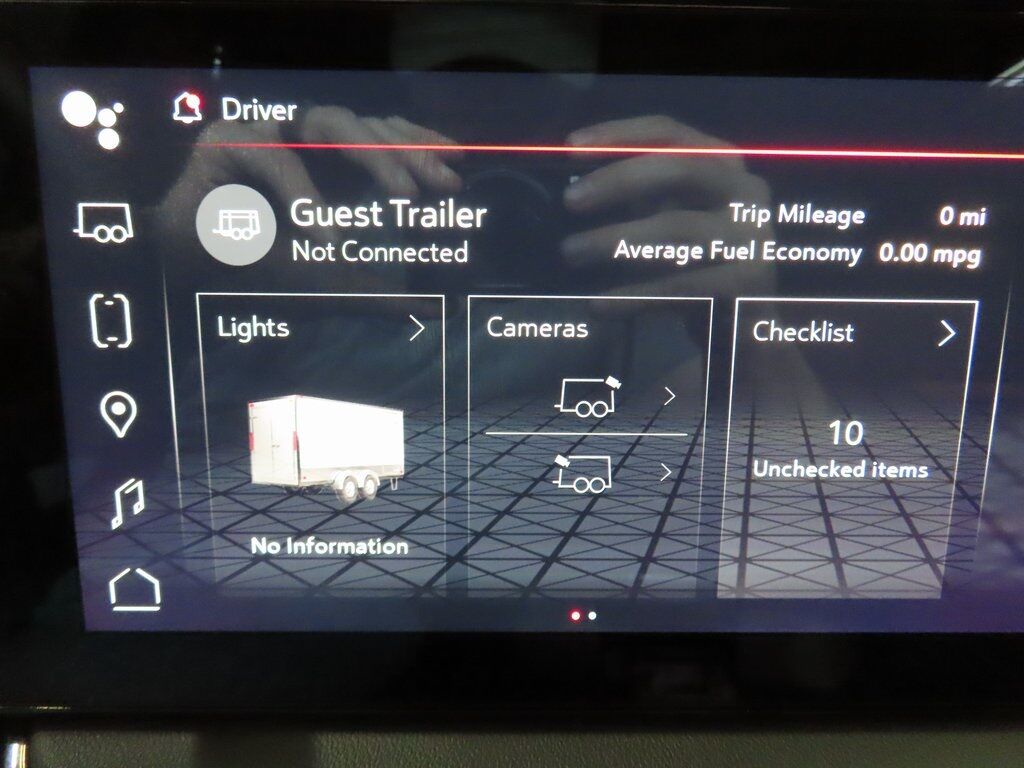 Driver
Guest Trailer
Not Connected
Trip Mileage 0 mi
Average Fuel Economy 0.00 mpg
Lights
Cameras
Checklist
10
Unchecked items
No Information